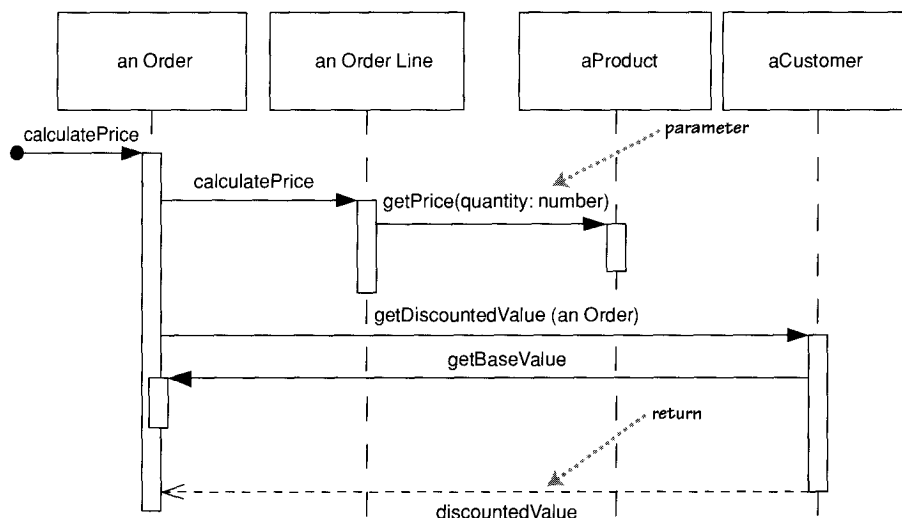 an Order
an Order Line
aProduct
aCustomer
calculatePrice
parameter
calculatePrice
getPrice(quantity: number)
getDiscountedValue (an Order)
getBaseValue
return
discountedValue